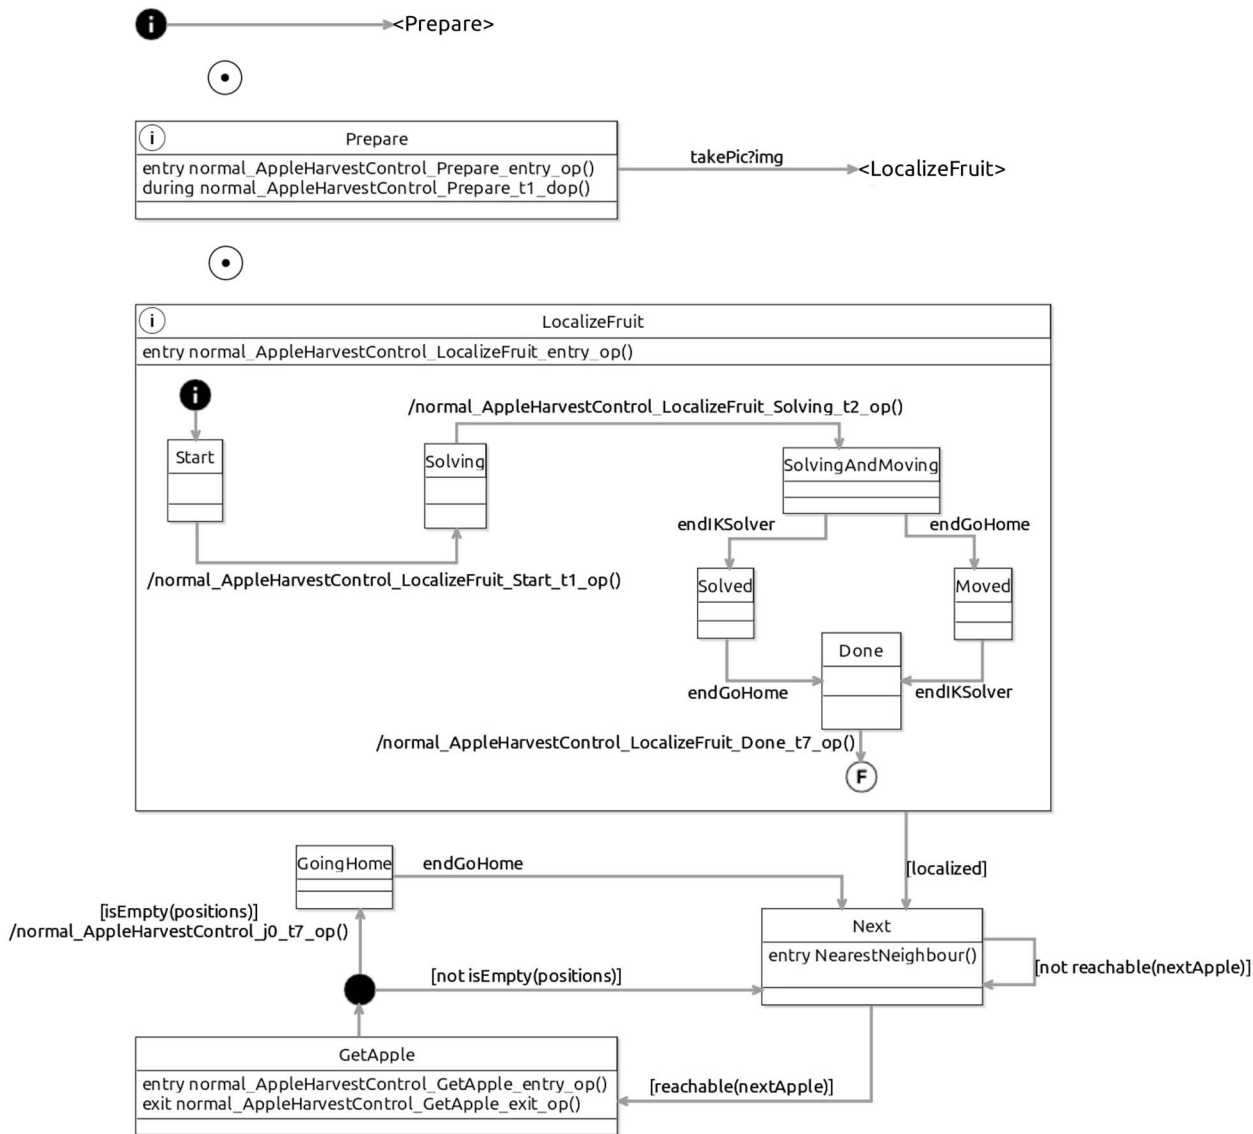 i
<Prepare>
i
Prepare
entry normal_AppleHarvestControl_Prepare_entry_op()
during normal_AppleHarvestControl_Prepare_t1_dop()
takePic?img
<LocalizeFruit>
i
LocalizeFruit
entry normal_AppleHarvestControl_LocalizeFruit_entry_op()
i
/normal_AppleHarvestControl_LocalizeFruit_Solving_t2_op()
Start
Solving
SolvingAndMoving
endIKSolver
endGoHome
/normal_AppleHarvestControl_LocalizeFruit_Start_t1_op()
Solved
Moved
Done
endGoHome
endIKSolver
/normal_AppleHarvestControl_LocalizeFruit_Done_t7_op()
F
GoingHome
endGoHome
[localized]
[isEmpty(positions)]
/normal_AppleHarvestControl_j0_t7_op()
Next
entry NearestNeighbour()
[not reachable(nextApple)]
[not isEmpty(positions)]
GetApple
entry normal_AppleHarvestControl_GetApple_entry_op()
exit normal_AppleHarvestControl_GetApple_exit_op()
[reachable(nextApple)]